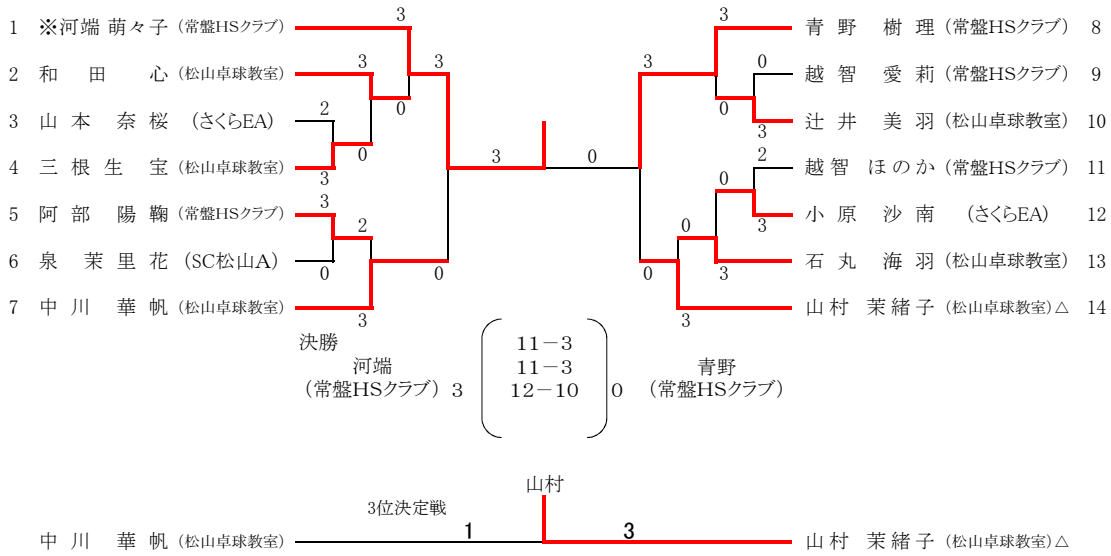 3 3
1 ※河端 萌々子 (常盤HSクラブ) 青 野 樹 理 (常盤HSクラブ) 8
3 3 3 0
2 和 田 心 (松山卓球教室) 越 智 愛 莉 (常盤HSクラブ) 9
2 0 0
3 山 本 奈 桜 (さくらEA) 辻 井 美 羽 (松山卓球教室) 10
0 3 0 3
4 三 根 生 宝 (松山卓球教室) 2 越 智 ほのか (常盤HSクラブ) 11
3 0
3
5 阿 部 陽 鞠 (常盤HSクラブ) 小 原 沙 南 (さくらEA) 12
2 0 3
6 泉 茉 里 花 (SC松山A) 石 丸 海 羽 (松山卓球教室) 13
0 0 0 3
7 中 川 華 帆 (松山卓球教室) 山 村 茉 緒 子 (松山卓球教室)△ 14
3 3
決勝 11-3
河端 11-3 青野
(常盤HSクラブ) 3 12-10 0 (常盤HSクラブ)
山村
3位決定戦
1 3
中 川 華 帆 (松山卓球教室) 山 村 茉 緒 子 (松山卓球教室)△